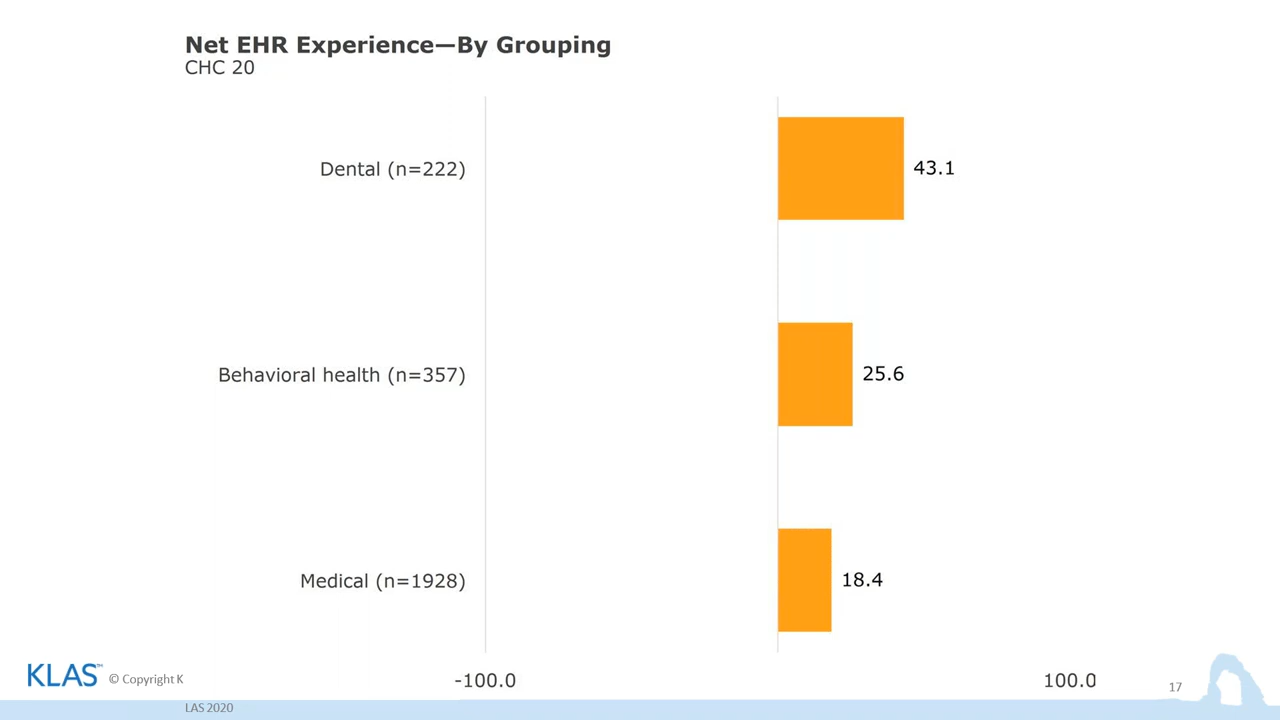 Net EHR Experience—By Grouping
CHC 20
Dental (n=222)
43.1
Behavioral health (n=357)
25.6
Medical (n=1928)
18.4
-100.0
100.0
KLAS™
© Copyright K
LAS 2020
17